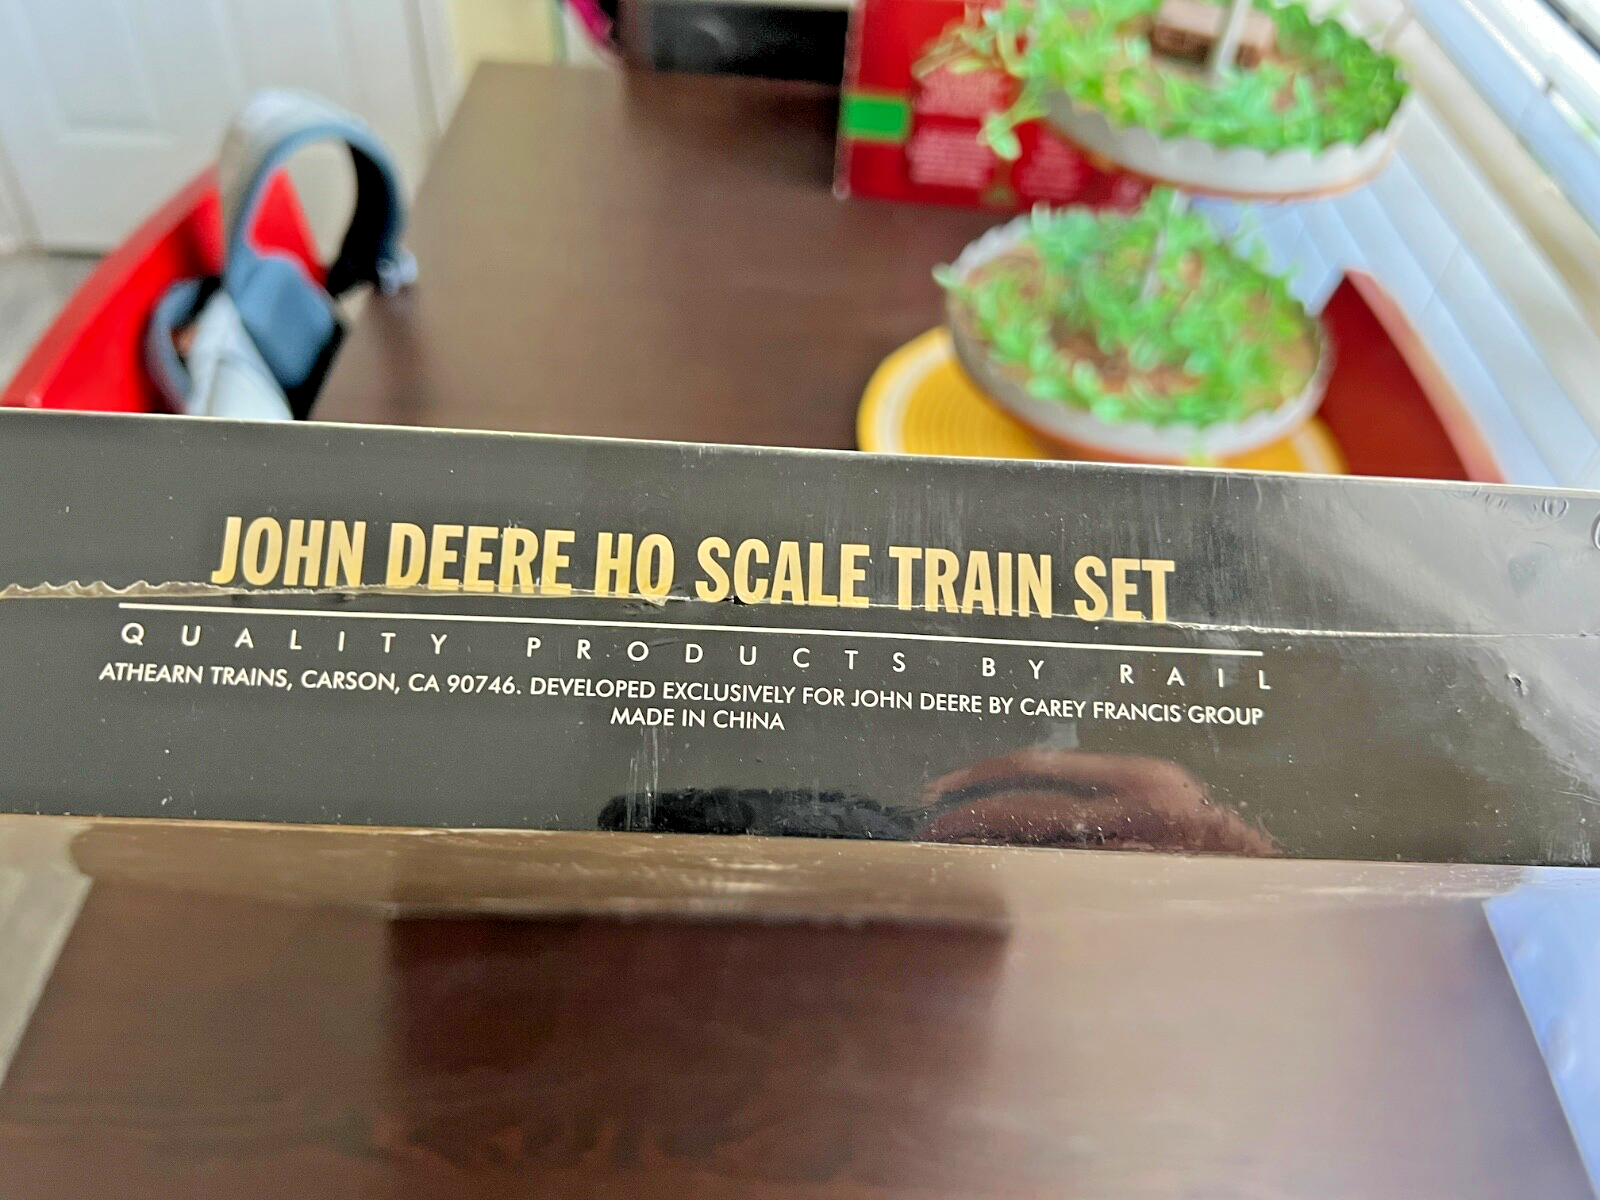 JOHN DEERE HO SCALE TRAIN SET
QUALITY PRODUCTS BY RAIL
ATHEARN TRAINS, CARSON, CA 90746. DEVELOPED EXCLUSIVELY FOR JOHN DEERE BY CAREY FRANCIS GROUP
MADE IN CHINA